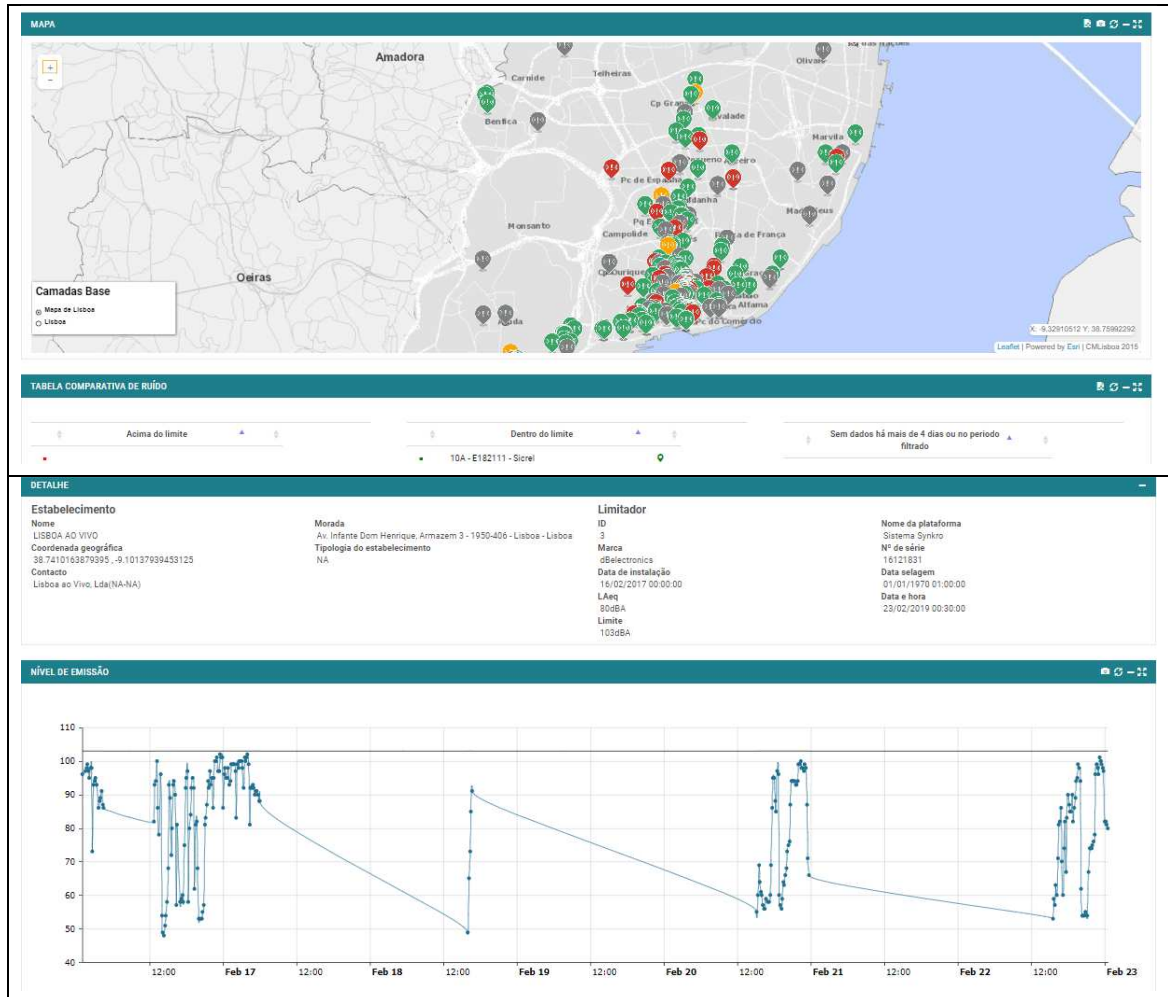 MAPA
Amadora
Carnide
Telheiras
Olivais
Cp Gran
valade
Benfica
Marvila
Pc de Espanha
Monsanto
Campolide
de França
Oeiras
Alfama
Pc do Comércio
Camadas Base
Mapa de Lisboa
Lisboa
X: -9.32910512 Y: 38.75992292
Leaflet | Powered by Esri | CMLisboa 2015
TABELA COMPARATIVA DE RUÍDO
Acima do limite
Dentro do limite
Sem dados há mais de 4 dias ou no periodo
filtrado
10A - E182111 - Sicrel
DETALHE
Estabelecimento
Limitador
Nome
Morada
ID
Nome da plataforma
LISBOA AO VIVO
Av. Infante Dom Henrique, Armazem 3 - 1950-406 - Lisboa - Lisboa
3
Sistema Synkro
Coordenada geográfica
Tipologia do estabelecimento
Marca
Nº de série
38.7410163879395 , -9.10137939453125
NA
dBelectronics
16121831
Contacto
Data de instalação
Data selagem
Lisboa ao Vivo, Lda(NA-NA)
16/02/2017 00:00:00
01/01/1970 01:00:00
LAeq
Data e hora
80dBA
23/02/2019 00:30:00
Limite
103dBA
NÍVEL DE EMISSÃO
110
100
90
80
70
60
50
40
12:00 Feb 17 12:00 Feb 18 12:00 Feb 19 12:00 Feb 20 12:00 Feb 21 12:00 Feb 22 12:00 Feb 23